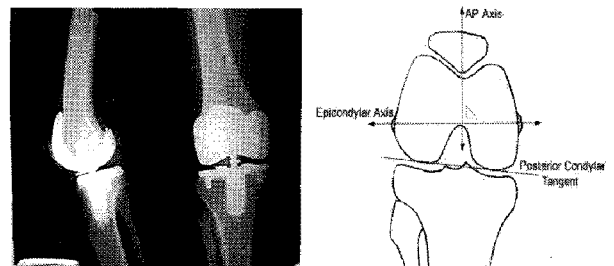 AP Axis
Epicondylar Axis
Posterior Condylar
Tangent